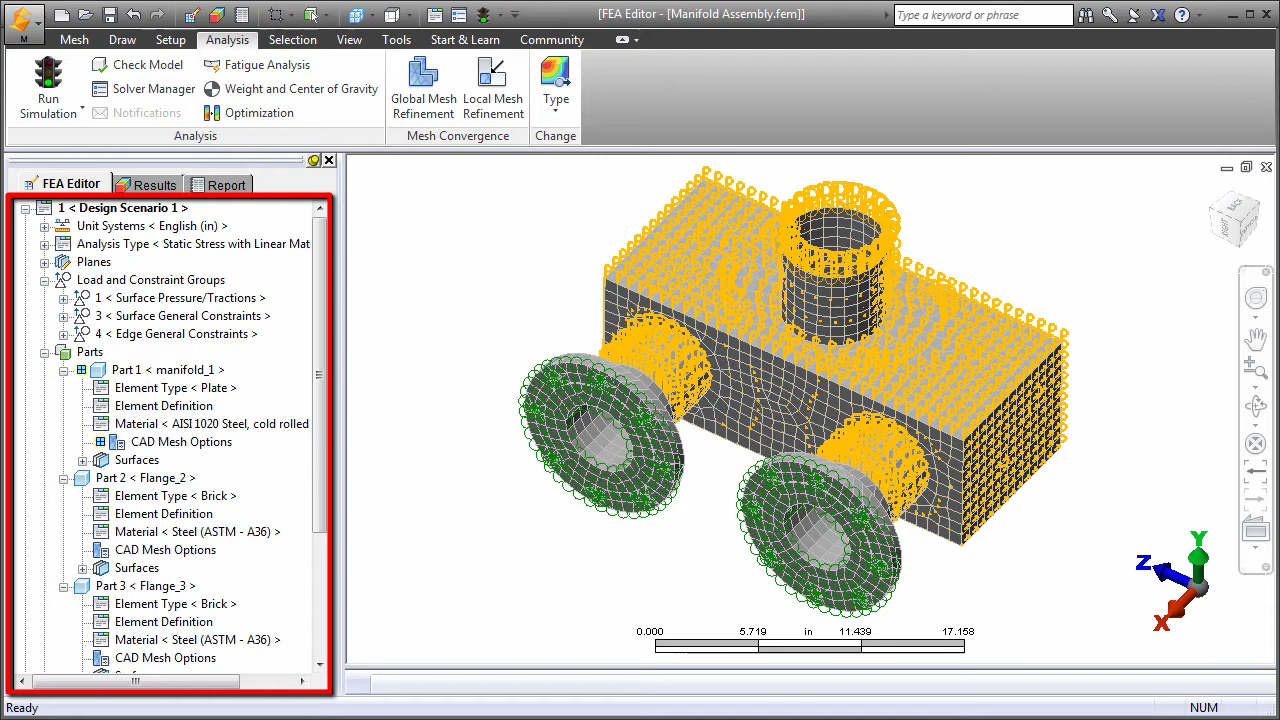 [FEA Editor - [Manifold Assembly.fem]]
Type a keyword or phrase
M
Mesh Draw Setup Analysis Selection View Tools Start & Learn Community
Run
Simulation
Check Model
Solver Manager
Notifications
Fatigue Analysis
Weight and Center of Gravity
Optimization
Analysis
Global Mesh
Refinement
Local Mesh
Refinement
Mesh Convergence
Type
Change
FEA Editor Results Report
1 < Design Scenario 1 >
Unit Systems < English (in) >
Analysis Type < Static Stress with Linear Mat
Planes
Load and Constraint Groups
1 < Surface Pressure/Tractions >
3 < Surface General Constraints >
4 < Edge General Constraints >
Parts
Part 1 < manifold_1 >
Element Type < Plate >
Element Definition
Material < AISI 1020 Steel, cold rolled
CAD Mesh Options
Surfaces
Part 2 < Flange_2 >
Element Type < Brick >
Element Definition
Material < Steel (ASTM - A36) >
CAD Mesh Options
Surfaces
Part 3 < Flange_3 >
Element Type < Brick >
Element Definition
Material < Steel (ASTM - A36) >
CAD Mesh Options
Y
Z
X
0.000 5.719 in 11.439 17.158
Ready
NUM